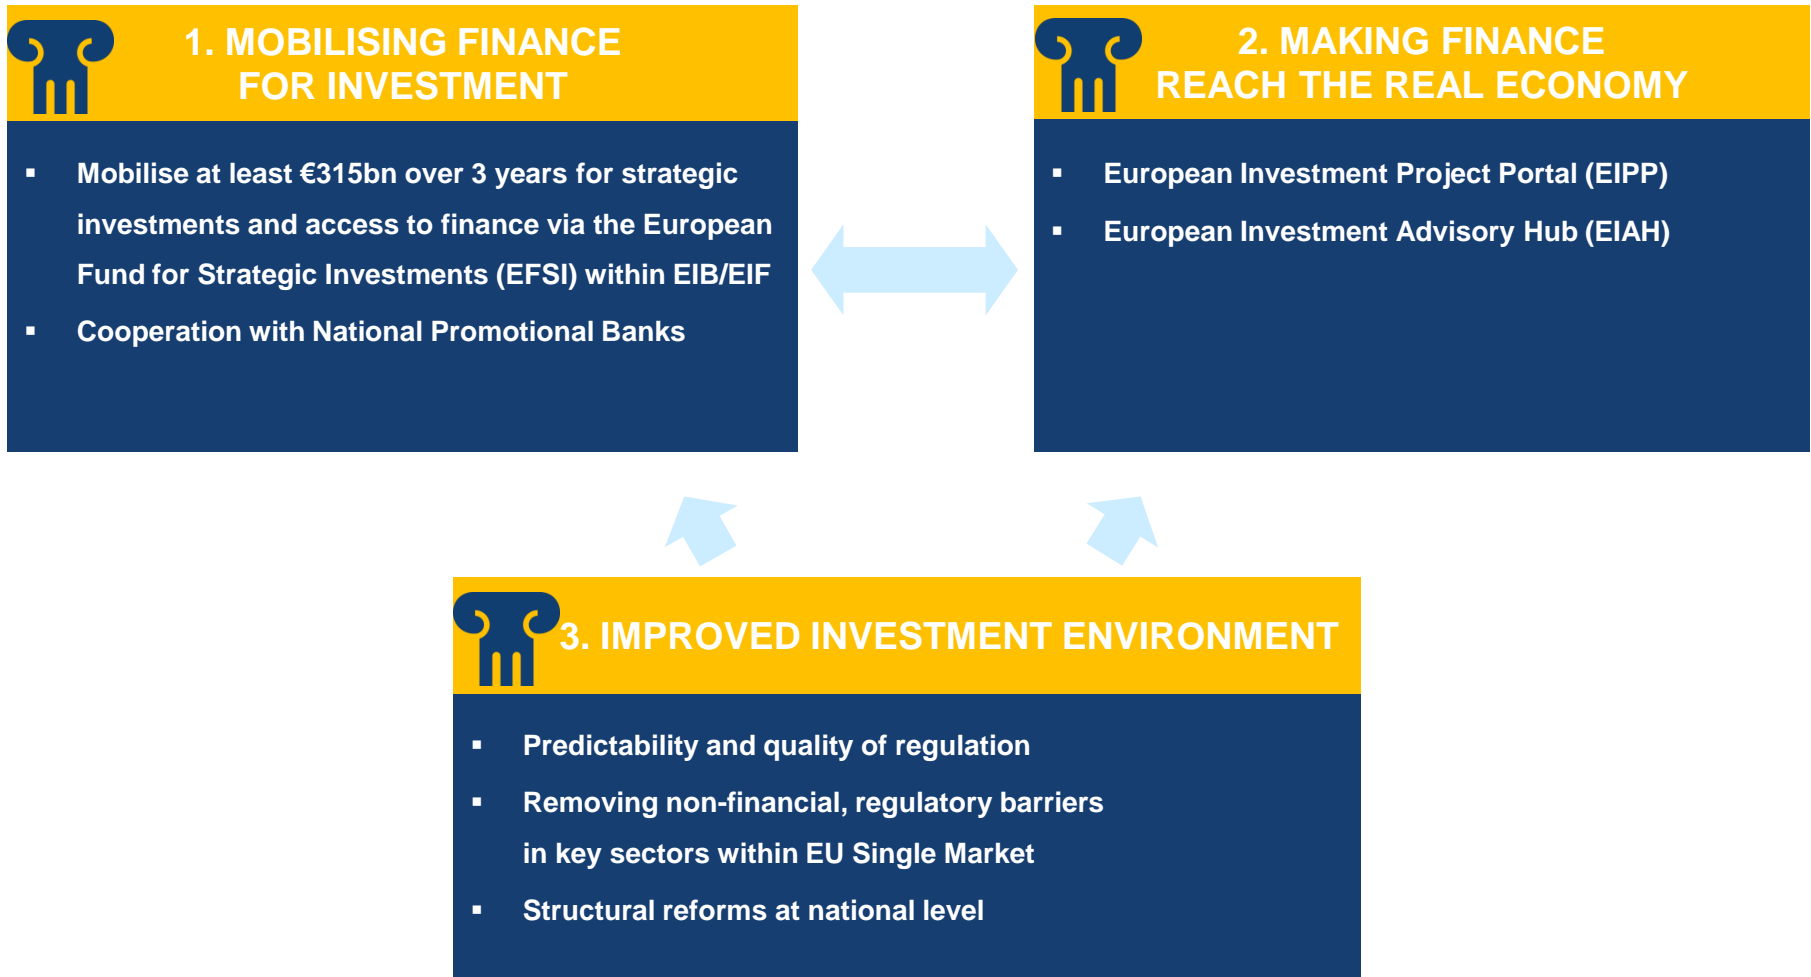 1. MOBILISING FINANCE
FOR INVESTMENT
▪ Mobilise at least €315bn over 3 years for strategic
investments and access to finance via the European
Fund for Strategic Investments (EFSI) within EIB/EIF
▪ Cooperation with National Promotional Banks
2. MAKING FINANCE
REACH THE REAL ECONOMY
▪ European Investment Project Portal (EIPP)
▪ European Investment Advisory Hub (EIAH)
3. IMPROVED INVESTMENT ENVIRONMENT
▪ Predictability and quality of regulation
▪ Removing non-financial, regulatory barriers
in key sectors within EU Single Market
▪ Structural reforms at national level